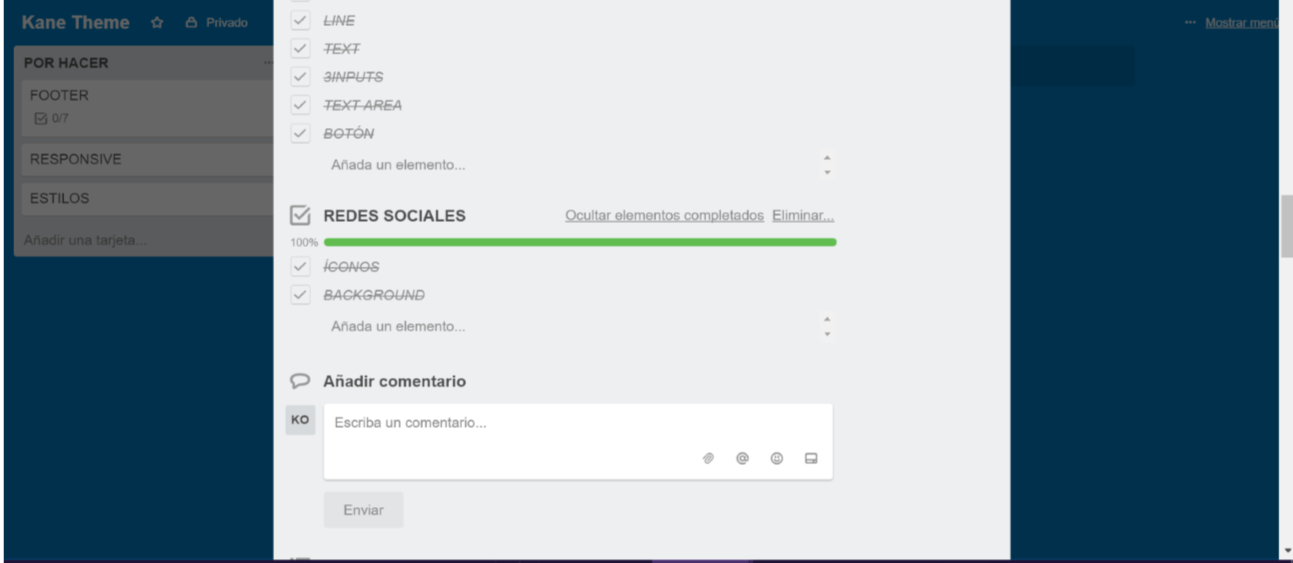 Kane Theme Privado
Mostrar menú
POR HACER
FOOTER
0/7
RESPONSIVE
ESTILOS
Añadir una tarjeta...
LINE
TEXT
3INPUTS
TEXT AREA
BOTÓN
Añada un elemento...
REDES SOCIALES Ocultar elementos completados Eliminar...
100%
ÍCONOS
BACKGROUND
Añada un elemento...
Añadir comentario
KO
Escriba un comentario...
Enviar